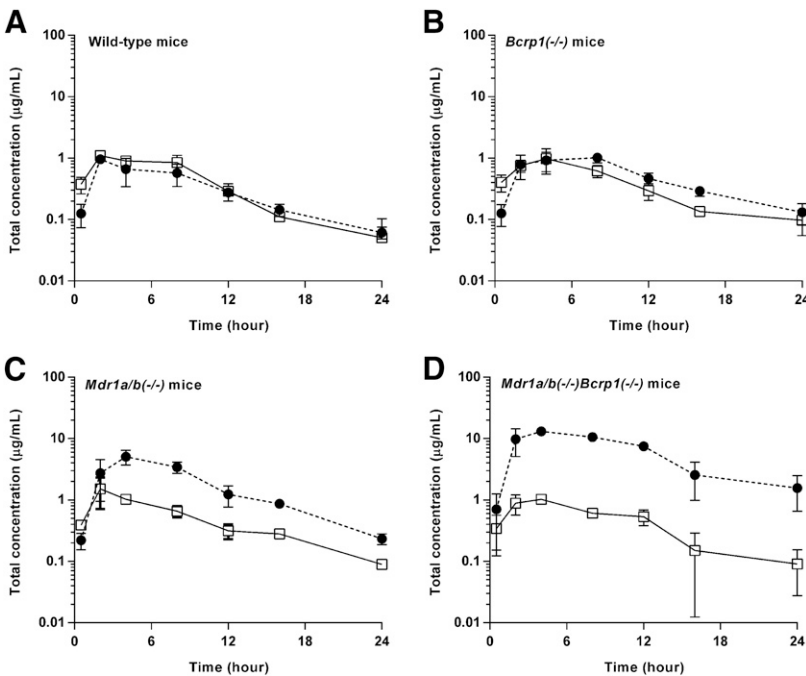 A
Wild-type mice
Total concentration (µg/mL)
100
10
1
0.1
0.01
0
6
12
18
24
Time (hour)
B
Bcrp1(-/-) mice
Total concentration (µg/mL)
100
10
1
0.1
0.01
0
6
12
18
24
Time (hour)
C
Mdr1a/b(-/-) mice
Total concentration (µg/mL)
100
10
1
0.1
0.01
0
6
12
18
24
Time (hour)
D
Mdr1a/b(-/-)Bcrp1(-/-) mice
Total concentration (µg/mL)
100
10
1
0.1
0.01
0
6
12
18
24
Time (hour)